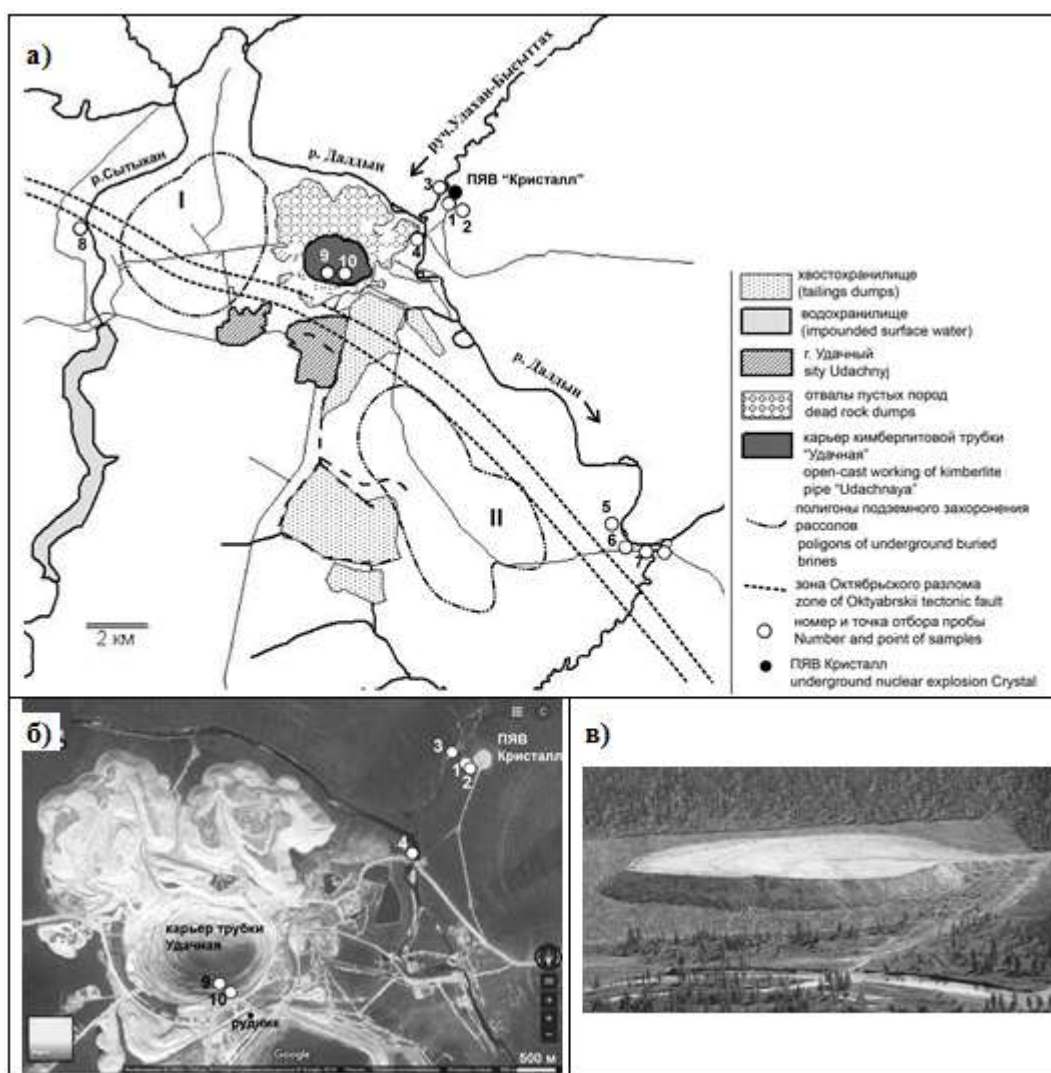 а)
руч.Улахан-Бысыттах
р. Далдын
р.Сытыкан
ПЯВ "Кристалл"
3
1
2
I
8
4
9 10
р. Далдын
II
5
6
7
2 км
хвостохранилище
(tailings dumps)
водохранилище
(impounded surface water)
г. Удачный
sity Udachnyj
отвалы пустых пород
dead rock dumps
карьер кимберлитовой трубки
"Удачная"
open-cast working of kimberlite
pipe "Udachnaya"
полигоны подземного захоронения
рассолов
poligons of underground buried
brines
зона Октябрьского разлома
zone of Oktyabrskii tectonic fault
номер и точка отбора пробы
Number and point of samples
ПЯВ Кристалл
underground nuclear explosion Crystal
б)
ПЯВ
Кристалл
3
1
2
4
карьер трубки
Удачная
9
10
рудник
Google
500 м
в)